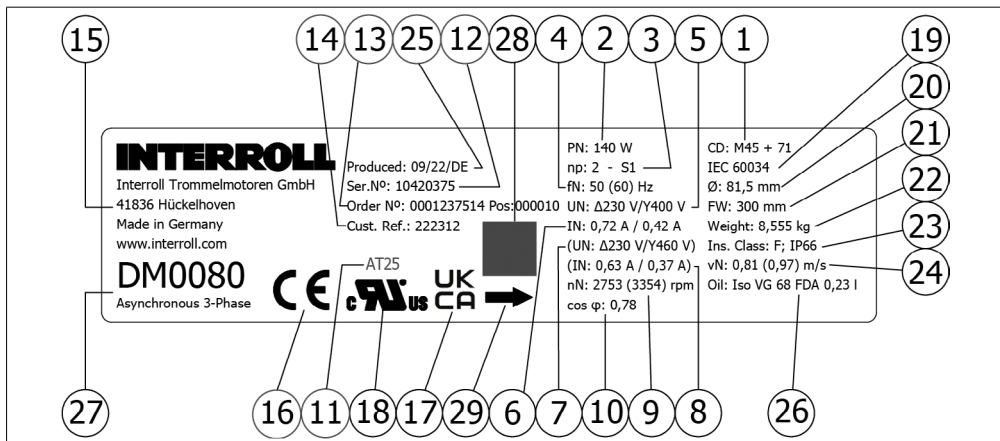 15 14 13 25 12 28 4 2 3 5 1 19
20
21
22
23
24
INTERROLL
Interroll Trommelmotoren GmbH
41836 Hückelhoven
Made in Germany
www.interroll.com
DM0080
Asynchronous 3-Phase
Produced: 09/22/DE
Ser.Nº: 10420375
Order Nº: 0001237514 Pos:000010
Cust. Ref.: 222312
AT25
CE
c RU US
UK
CA
PN: 140 W
np: 2 - S1
fN: 50 (60) Hz
UN: Δ230 V/Y400 V
IN: 0,72 A / 0,42 A
(UN: Δ230 V/Y460 V)
(IN: 0,63 A / 0,37 A)
nN: 2753 (3354) rpm
cos φ: 0,78
CD: M45 + 71
IEC 60034
Ø: 81,5 mm
FW: 300 mm
Weight: 8,555 kg
Ins. Class: F; IP66
vN: 0,81 (0,97) m/s
Oil: Iso VG 68 FDA 0,23 l
27 16 11 18 17 29 6 7 10 9 8 26